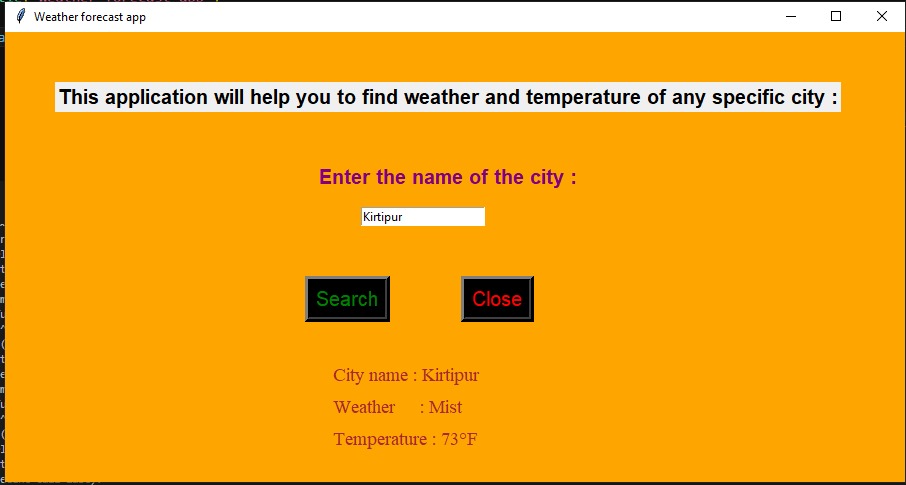 Weather forecast app
This application will help you to find weather and temperature of any specific city :
Enter the name of the city :
Kirtipur
Search Close
City name : Kirtipur
Weather : Mist
Temperature : 73°F